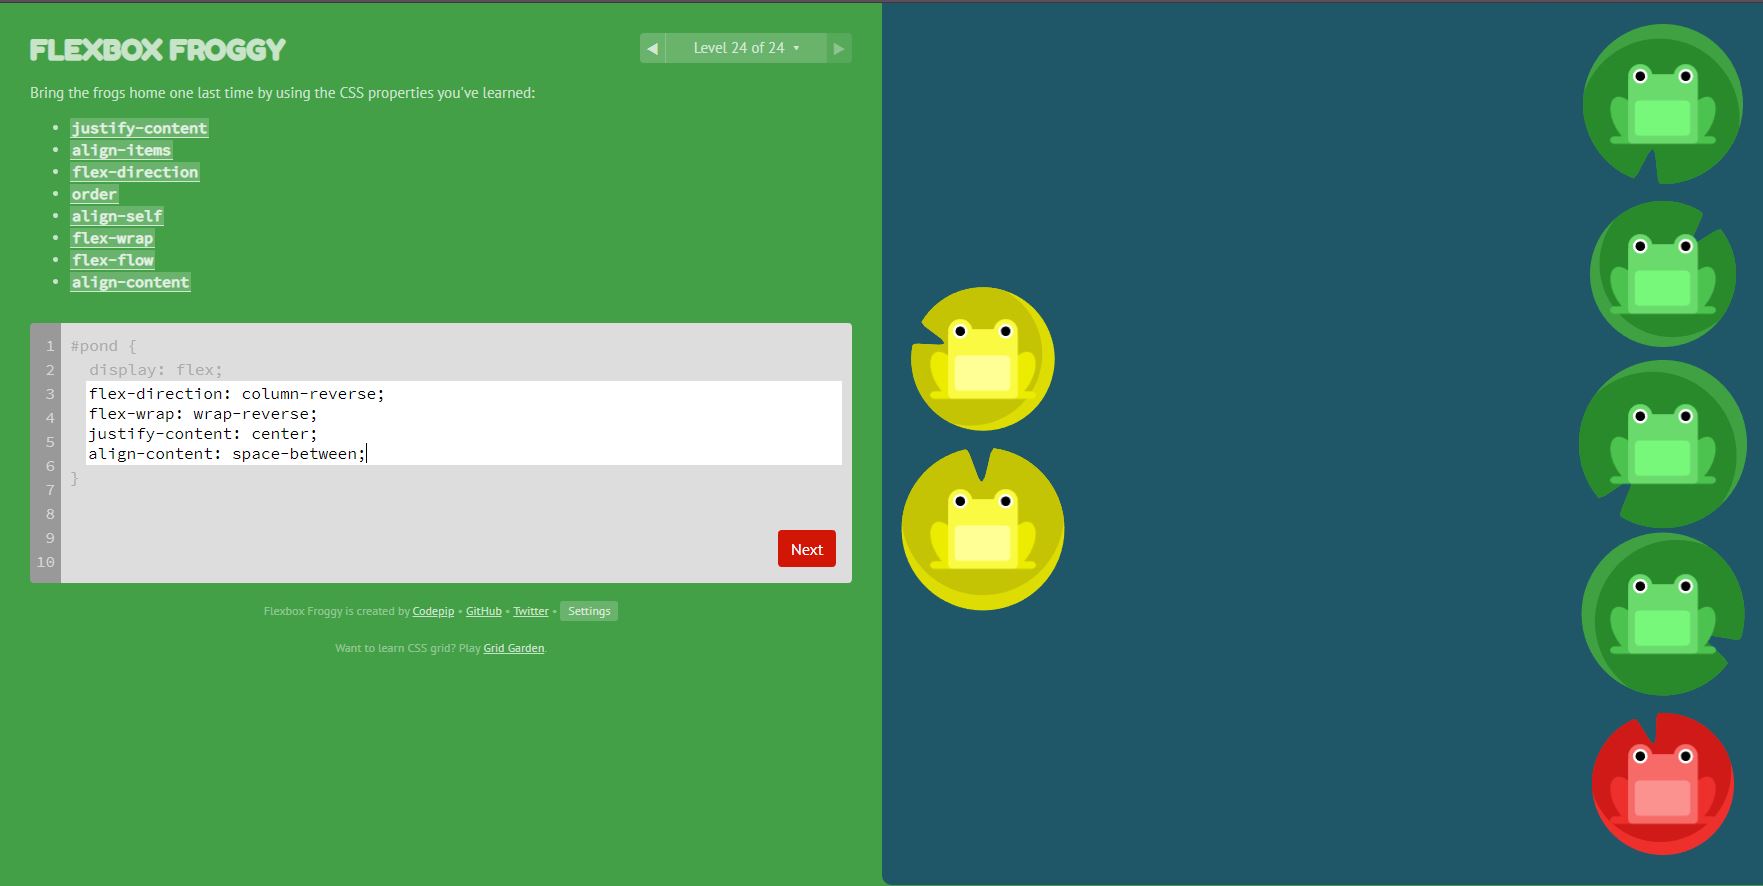 FLEXBOX FROGGY
◀ Level 24 of 24 ▾ ▶
Bring the frogs home one last time by using the CSS properties you've learned:
• justify-content
• align-items
• flex-direction
• order
• align-self
• flex-wrap
• flex-flow
• align-content
1 #pond {
2 display: flex;
3 flex-direction: column-reverse;
4 flex-wrap: wrap-reverse;
5 justify-content: center;
6 align-content: space-between;
7 }
8
9
10
Next
Flexbox Froggy is created by Codepip • GitHub • Twitter • Settings
Want to learn CSS grid? Play Grid Garden.